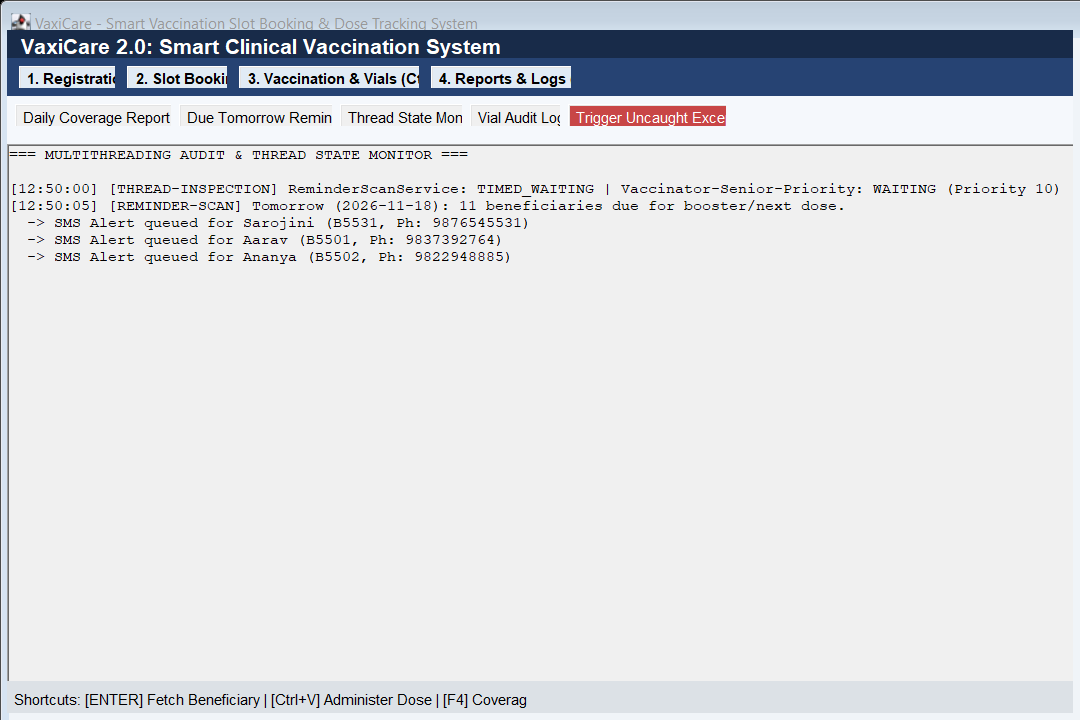 VaxiCare - Smart Vaccination Slot Booking & Dose Tracking System
VaxiCare 2.0: Smart Clinical Vaccination System
1. Registratic 2. Slot Bookin 3. Vaccination & Vials (Ct 4. Reports & Logs
Daily Coverage Report Due Tomorrow Remin Thread State Mon Vial Audit Log Trigger Uncaught Exce
=== MULTITHREADING AUDIT & THREAD STATE MONITOR ===
[12:50:00] [THREAD-INSPECTION] ReminderScanService: TIMED_WAITING | Vaccinator-Senior-Priority: WAITING (Priority 10)
[12:50:05] [REMINDER-SCAN] Tomorrow (2026-11-18): 11 beneficiaries due for booster/next dose.
-> SMS Alert queued for Sarojini (B5531, Ph: 9876545531)
-> SMS Alert queued for Aarav (B5501, Ph: 9837392764)
-> SMS Alert queued for Ananya (B5502, Ph: 9822948885)
Shortcuts: [ENTER] Fetch Beneficiary | [Ctrl+V] Administer Dose | [F4] Coverag